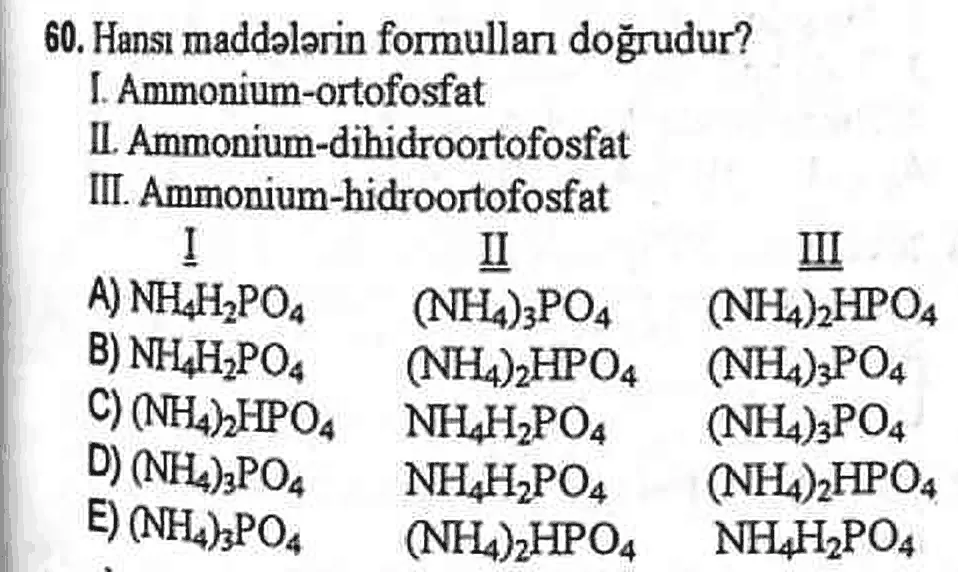 60. Hansı maddələrin formulları doğrudur?
I. Ammonium-ortofosfat
II. Ammonium-dihidroortofosfat
III. Ammonium-hidroortofosfat
I II III
A) NH₄H₂PO₄ (NH₄)₃PO₄ (NH₄)₂HPO₄
B) NH₄H₂PO₄ (NH₄)₂HPO₄ (NH₄)₃PO₄
C) (NH₄)₂HPO₄ NH₄H₂PO₄ (NH₄)₃PO₄
D) (NH₄)₃PO₄ NH₄H₂PO₄ (NH₄)₂HPO₄
E) (NH₄)₃PO₄ (NH₄)₂HPO₄ NH₄H₂PO₄